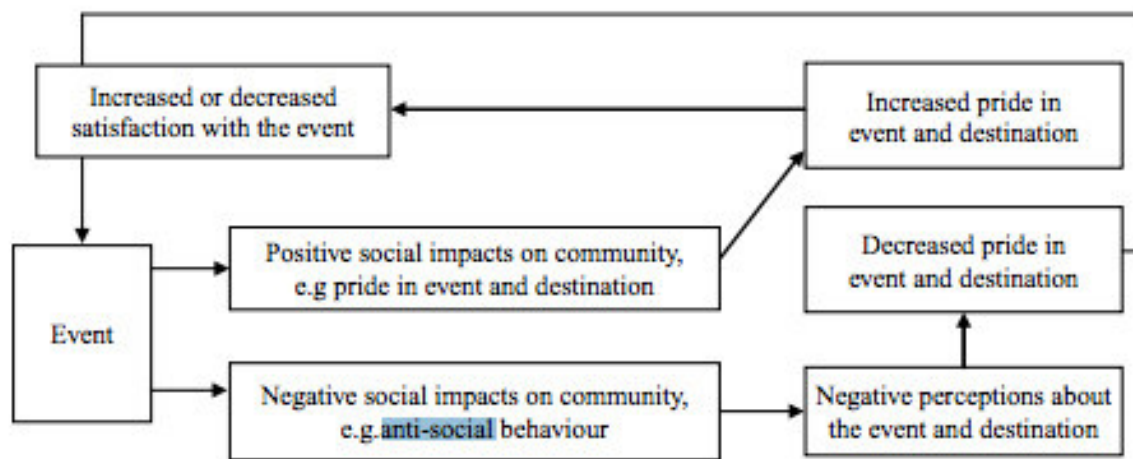 Increased or decreased
satisfaction with the event
Increased pride in
event and destination
Positive social impacts on community,
e.g pride in event and destination
Decreased pride in
event and destination
Event
Negative social impacts on community,
e.g.anti-social behaviour
Negative perceptions about
the event and destination